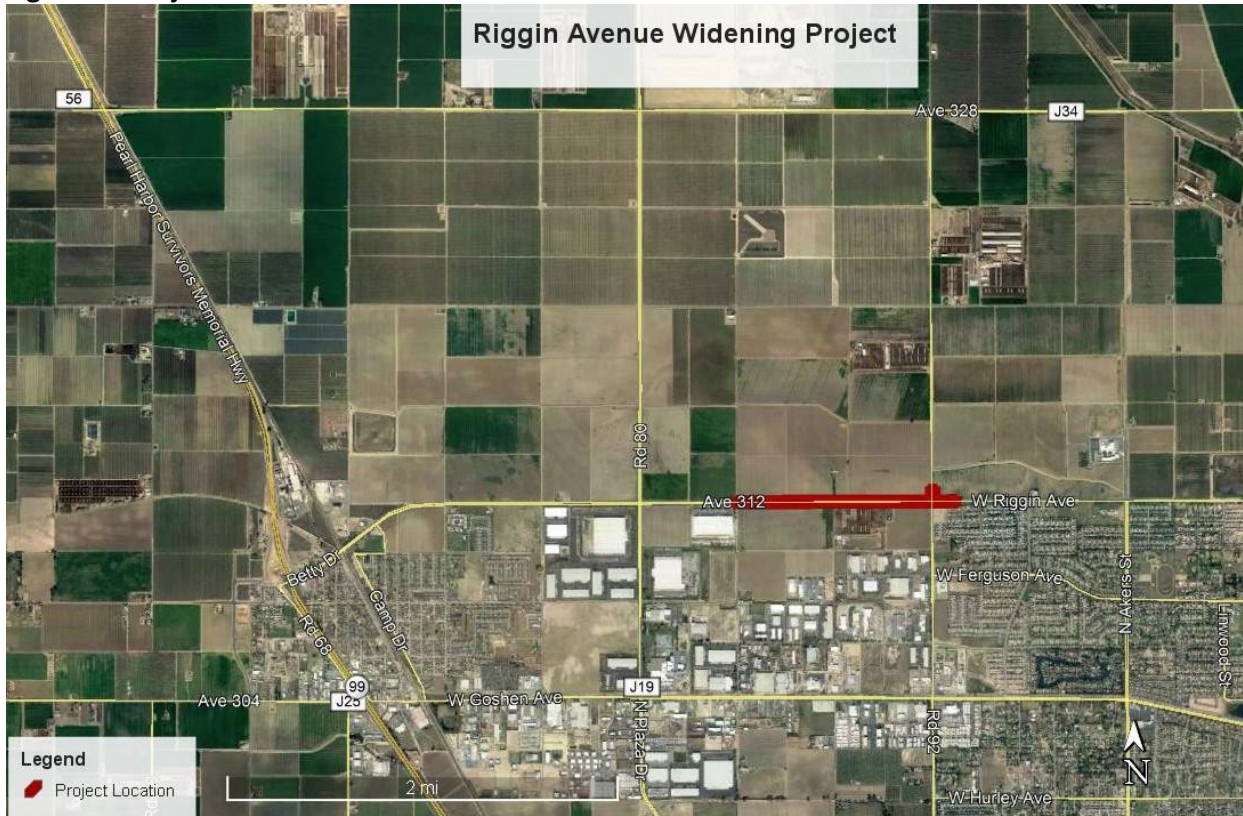 Riggin Avenue Widening Project
56
Ave 328
J34
Pearl Harbor Survivors Memorial Hwy
Rd 80
Ave 312
W Riggin Ave
Betty Dr
Camp Dr
W Ferguson Ave
N Akers St
Linwood St
Rd 68
99
Ave 304
J25
W Goshen Ave
J19
N Plaza Dr
Rd 92
N
Legend
Project Location
2 mi
W Hurley Ave